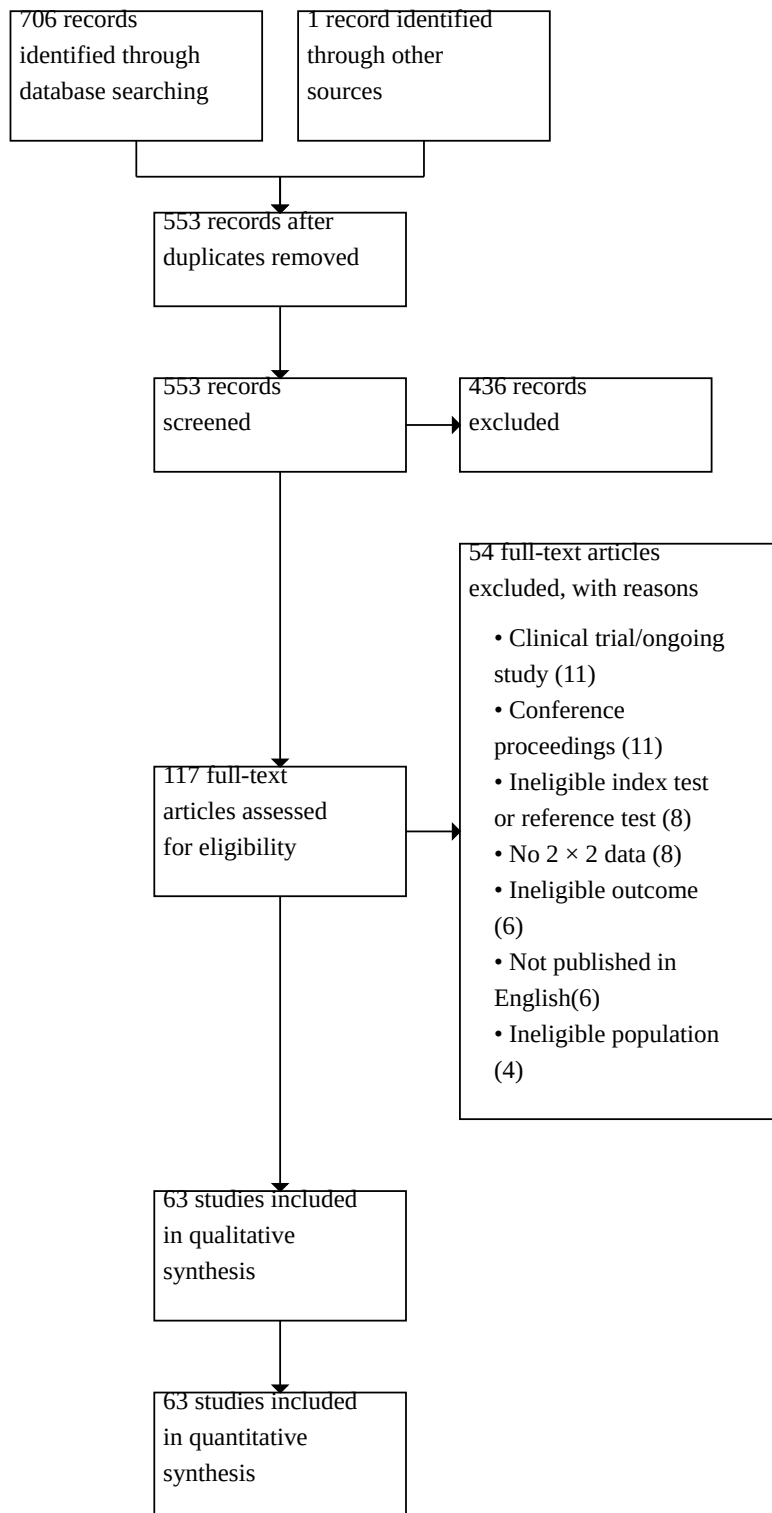 706 records
identified through
database searching
1 record identified
through other
sources
553 records after
duplicates removed
553 records
screened
436 records
excluded
54 full-text articles
excluded, with reasons
• Clinical trial/ongoing
study (11)
• Conference
proceedings (11)
• Ineligible index test
or reference test (8)
• No 2 × 2 data (8)
• Ineligible outcome
(6)
• Not published in
English(6)
• Ineligible population
(4)
117 full-text
articles assessed
for eligibility
63 studies included
in qualitative
synthesis
63 studies included
in quantitative
synthesis